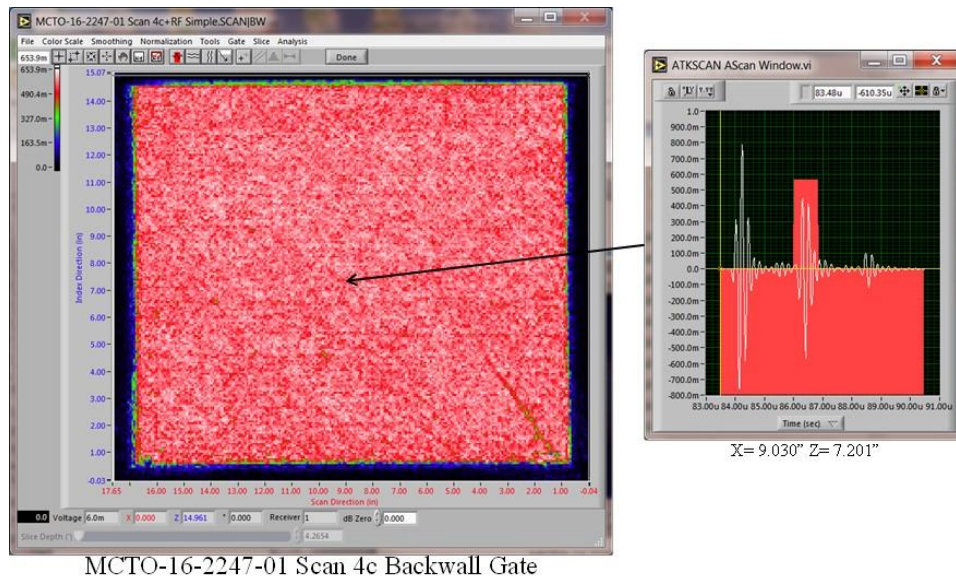 MCTO-16-2247-01 Scan 4c+RF Simple.SCAN|BW
File Color Scale Smoothing Normalization Tools Gate Slice Analysis
653.9m
Done
653.9m
490.4m
327.0m
163.5m
0.0
15.07
14.00
13.00
12.00
11.00
10.00
9.00
8.00
7.00
6.00
5.00
4.00
3.00
2.00
1.00
-0.03
Index Direction (in)
17.65 16.00 15.00 14.00 13.00 12.00 11.00 10.00 9.00 8.00 7.00 6.00 5.00 4.00 3.00 2.00 1.00 -0.04
Scan Direction (in)
0.0 Voltage 6.0m X 0.000 Z 14.961 ° 0.000 Receiver 1 dB Zero 0.000
Slice Depth (') 4.2654
MCTO-16-2247-01 Scan 4c Backwall Gate
ATKSCAN AScan Window.vi
83.48u -610.35u
1.0
900.0m
800.0m
700.0m
600.0m
500.0m
400.0m
300.0m
200.0m
100.0m
0.0
-100.0m
-200.0m
-300.0m
-400.0m
-500.0m
-600.0m
-700.0m
-800.0m
83.00u 84.00u 85.00u 86.00u 87.00u 88.00u 89.00u 90.00u 91.00u
Time (sec)
X= 9.030" Z= 7.201"